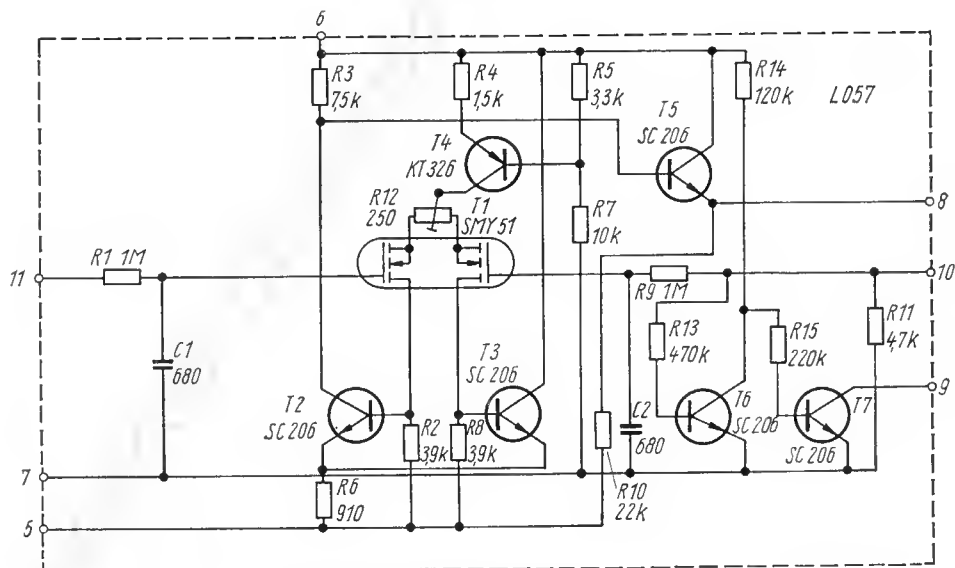 6
R3
7,5k
R4
1,5k
R5
3,3k
R14
120k
L057
T5
SC 206
T4
KT326
R12
250
T1
SMY51
R7
10k
8
11
R1 1M
R9 1M
10
C1
680
R13
470k
R15
220k
R11
4,7k
T3
SC 206
9
T2
SC 206
R2
3,9k
R8
3,9k
C2
680
T6
SC 206
T7
SC 206
7
R6
910
R10
22k
5